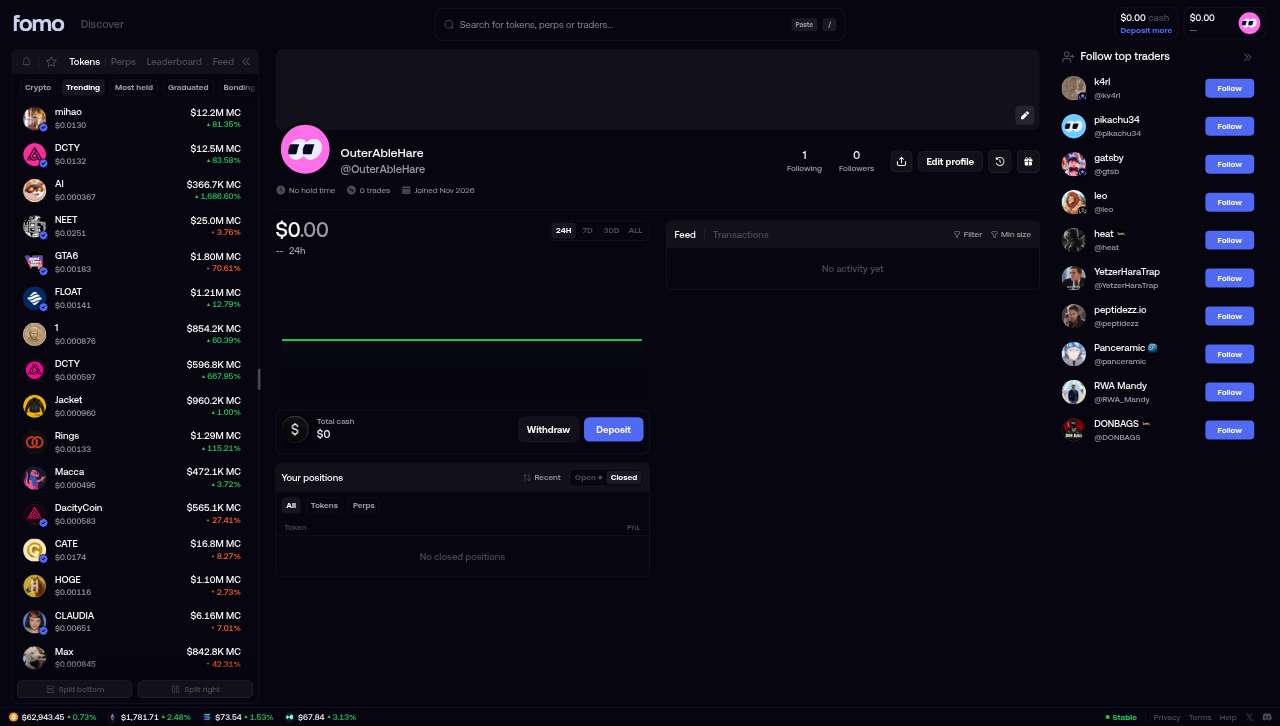 fomo
Discover
Search for tokens, perps or traders...
Paste
/
$0.00 cash
Deposit more
$0.00
—
Tokens
Perps
Leaderboard
Feed
Crypto
Trending
Most held
Graduated
Bonding
mihao
$0.0130
$12.2M MC
81.35%
DCTY
$0.0132
$12.5M MC
83.58%
AI
$0.000367
$366.7K MC
1,686.60%
NEET
$0.0251
$25.0M MC
3.76%
GTA6
$0.00183
$1.80M MC
70.61%
FLOAT
$0.00141
$1.21M MC
12.79%
1
$0.000876
$854.2K MC
60.39%
DCTY
$0.000597
$596.8K MC
667.95%
Jacket
$0.000960
$960.2K MC
1.00%
Rings
$0.00133
$1.29M MC
115.21%
Macca
$0.000495
$472.1K MC
3.72%
DacityCoin
$0.000583
$565.1K MC
27.41%
CATE
$0.0174
$16.8M MC
8.27%
HOGE
$0.00116
$1.10M MC
2.73%
CLAUDIA
$0.00651
$6.16M MC
7.01%
Max
$0.000845
$842.8K MC
42.31%
Split bottom
Split right
OuterAbleHare
@OuterAbleHare
1
Following
0
Followers
Edit profile
No hold time
0 trades
Joined Nov 2026
$0.00
-- 24h
24H
7D
30D
ALL
Total cash
$0
Withdraw
Deposit
Your positions
Recent
Open
Closed
All
Tokens
Perps
Token
PnL
No closed positions
Feed
Transactions
Filter
Min size
No activity yet
Follow top traders
k4rl
@kv4rl
Follow
pikachu34
@pikachu34
Follow
gatsby
@gtsb
Follow
leo
@leo
Follow
heat
@heat
Follow
YetzerHaraTrap
@YetzerHaraTrap
Follow
peptidezz.io
@peptidezz
Follow
Panceramic
@panceramic
Follow
RWA Mandy
@RWA_Mandy
Follow
DONBAGS
@DONBAGS
Follow
$62,943.45 0.73%
$1,781.71 2.48%
$73.54 1.53%
$67.84 3.13%
Stable
Privacy
Terms
Help